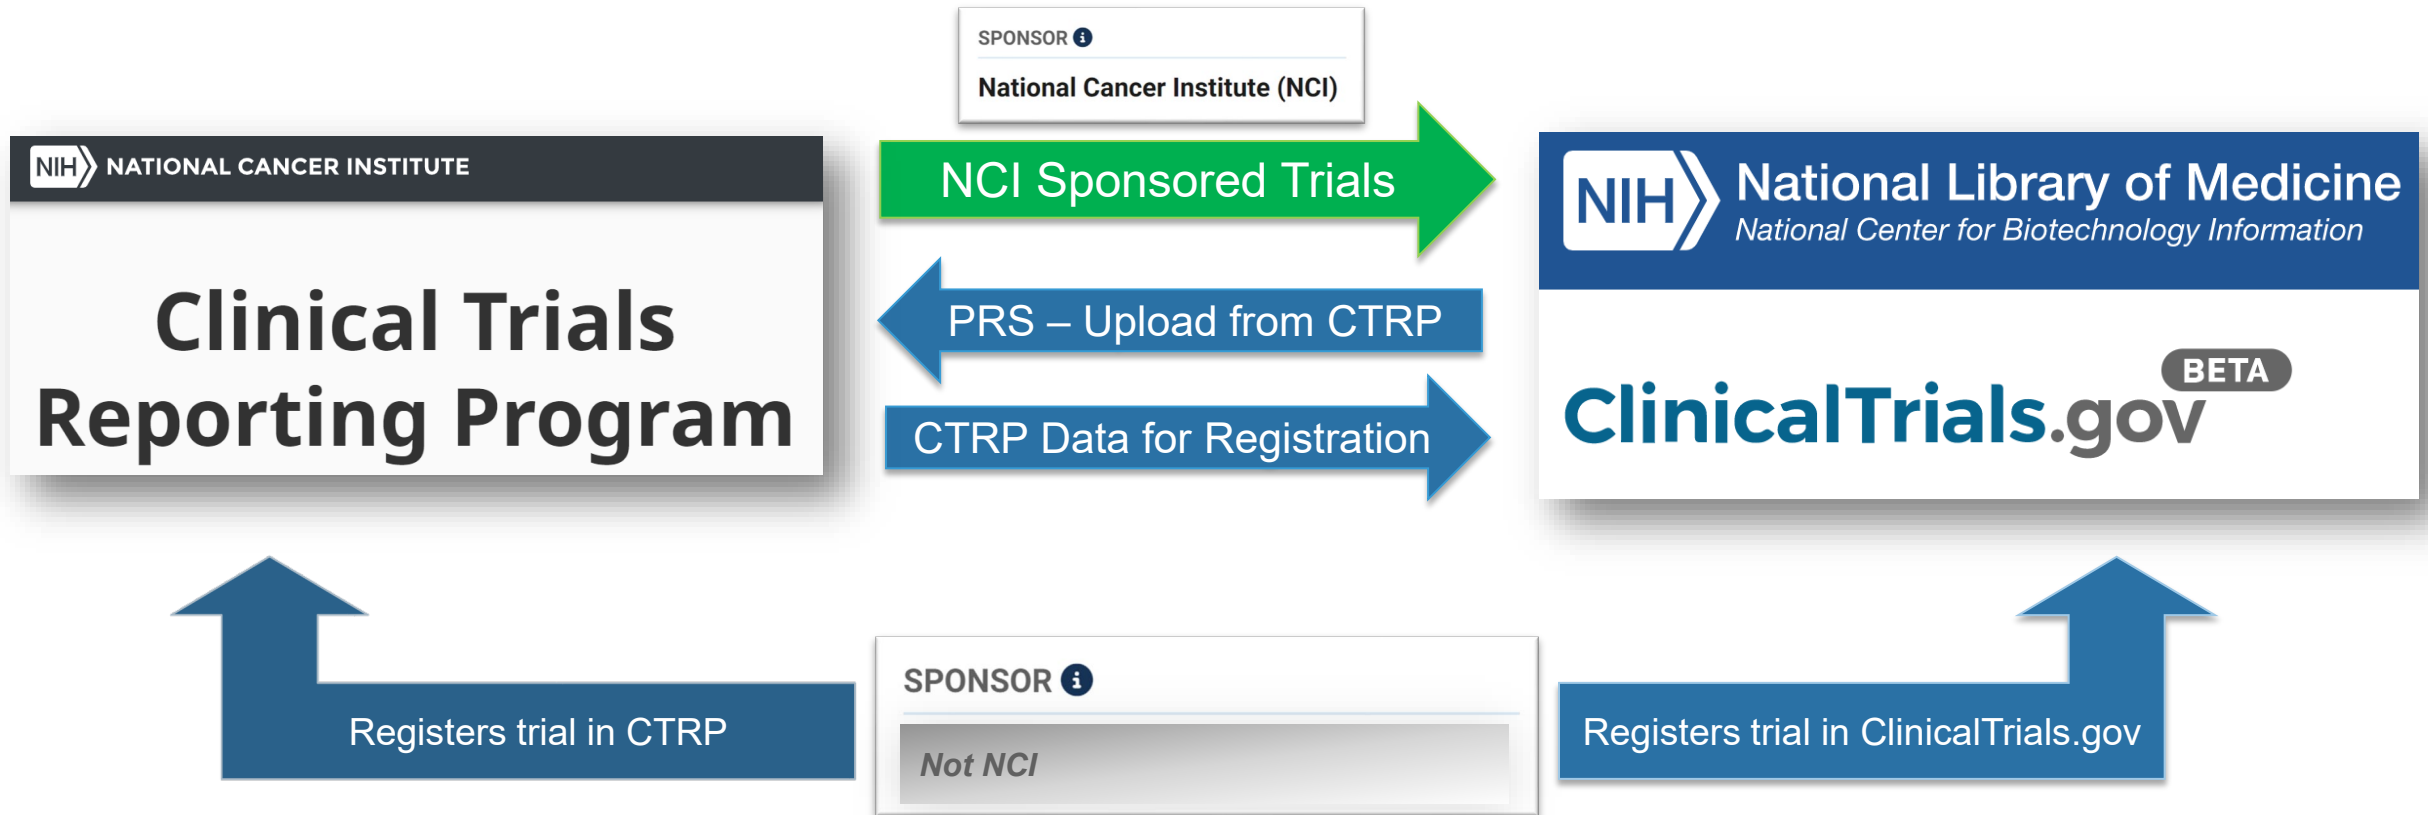 SPONSOR
National Cancer Institute (NCI)
NIH NATIONAL CANCER INSTITUTE
Clinical Trials
Reporting Program
NCI Sponsored Trials
PRS – Upload from CTRP
CTRP Data for Registration
NIH National Library of Medicine
National Center for Biotechnology Information
ClinicalTrials.gov BETA
Registers trial in CTRP
SPONSOR
Not NCI
Registers trial in ClinicalTrials.gov